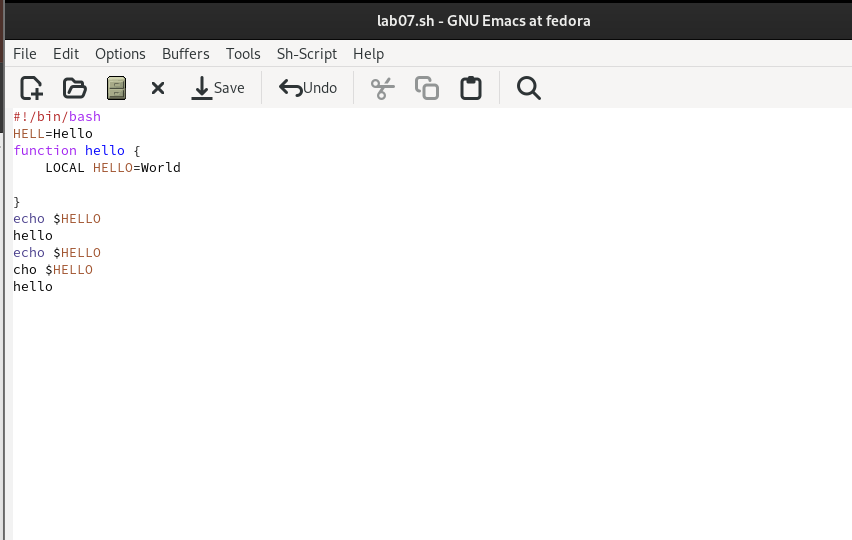 lab07.sh - GNU Emacs at fedora
File Edit Options Buffers Tools Sh-Script Help
Save Undo
#!/bin/bash
HELL=Hello
function hello {
    LOCAL HELLO=World

}
echo $HELLO
hello
echo $HELLO
cho $HELLO
hello